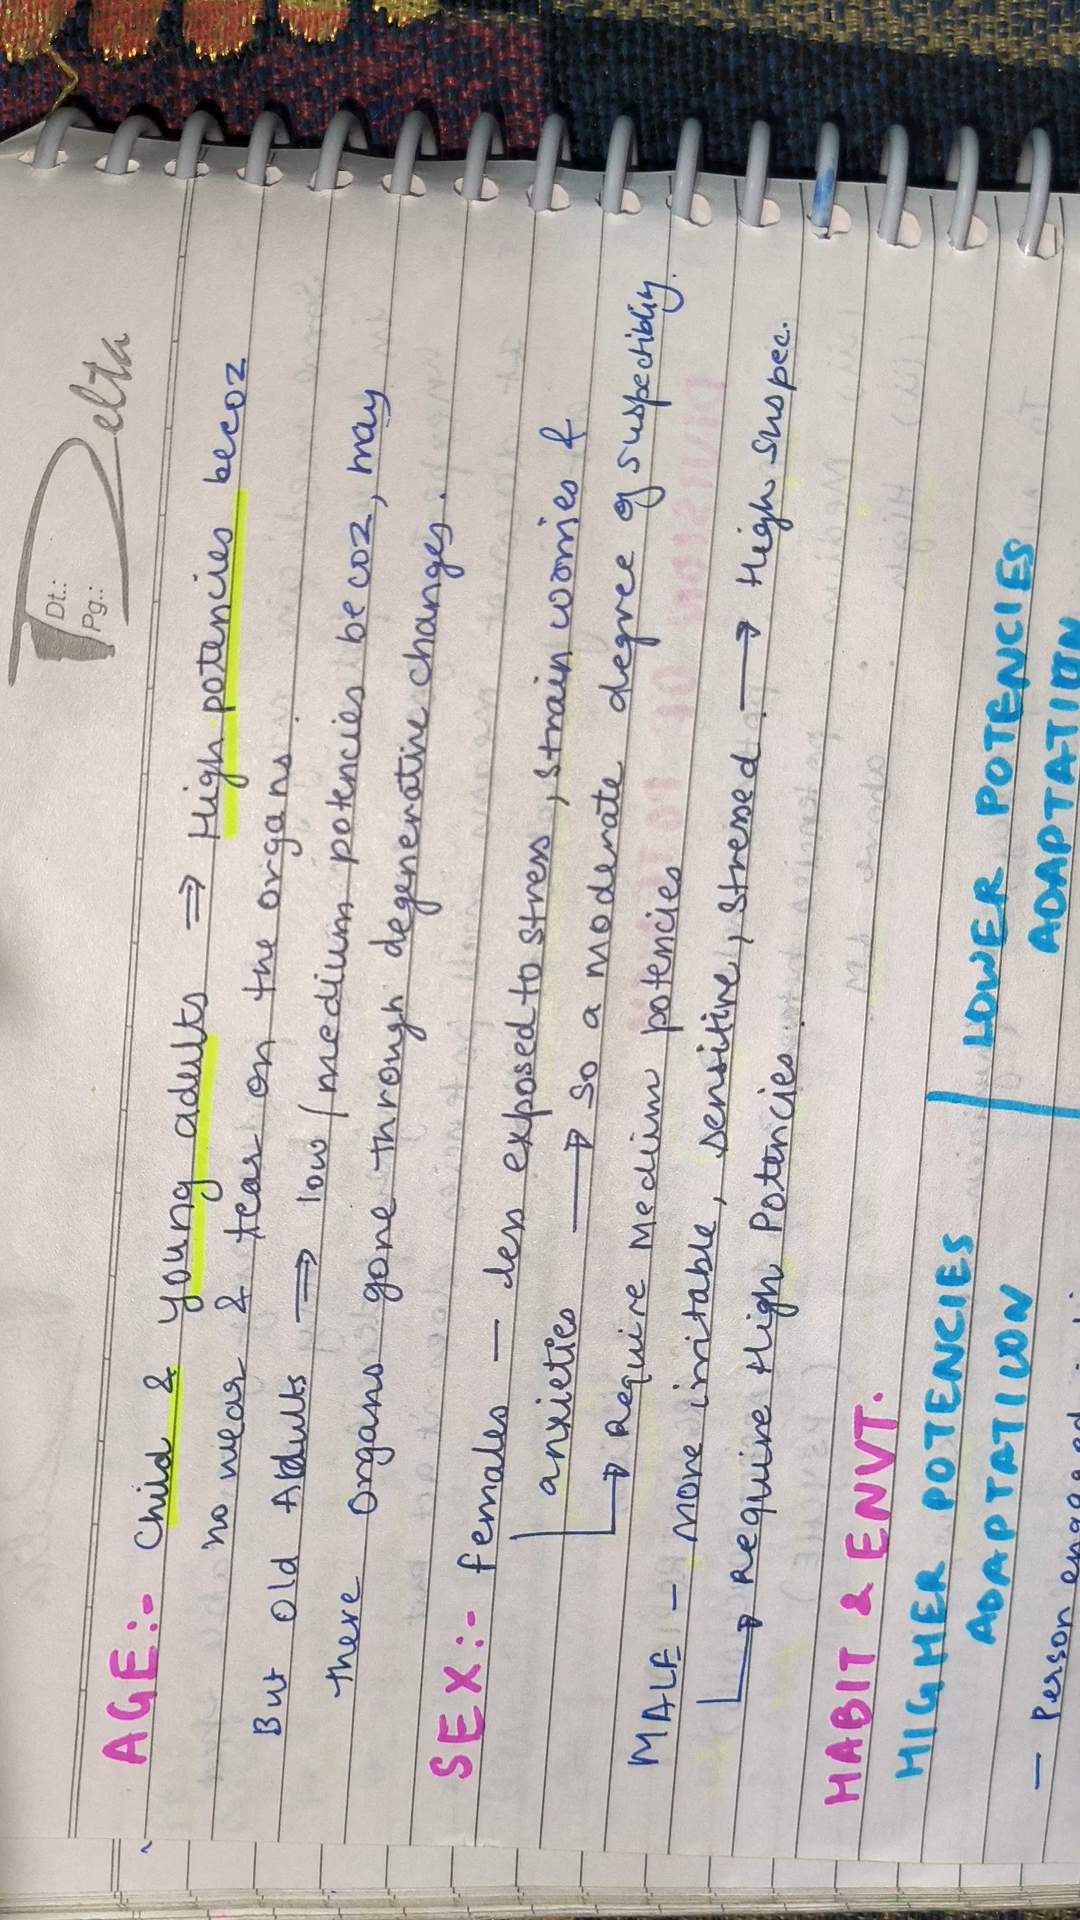 Delta
Dt.:
Pg.:
AGE:- Child & young adults ⇒ High potencies becoz
no wear & tear on the organs.
But Old Adults ⇒ low / medium potencies becoz, may
there organs gone through degenerative changes.
SEX:- females - less exposed to stress, strain worries &
anxieties → so a moderate degree of suspectibliy.
↳ require Medium potencies
MALE - more irritable, sensitive, stressed → High suspec.
↳ require High Potencies.
HABIT & ENVT.
HIGHER POTENCIES | LOWER POTENCIES
ADAPTATION | ADAPTATION
- Person engaged